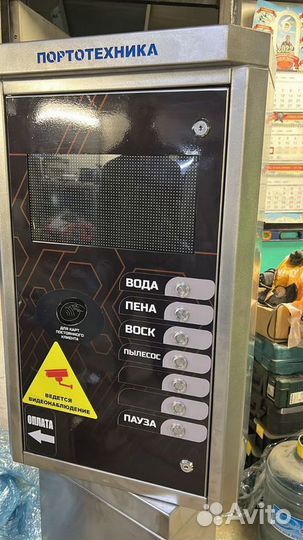 ПОРТОТЕХНИКА
ВОДА
ПЕНА
ВОСК
ПЫЛЕСОС
ПАУЗА
ДЛЯ КАРТ
ПОСТОЯННОГО
КЛИЕНТА
ВЕДЕТСЯ
ВИДЕОНАБЛЮДЕНИЕ
ОПЛАТА
Avito